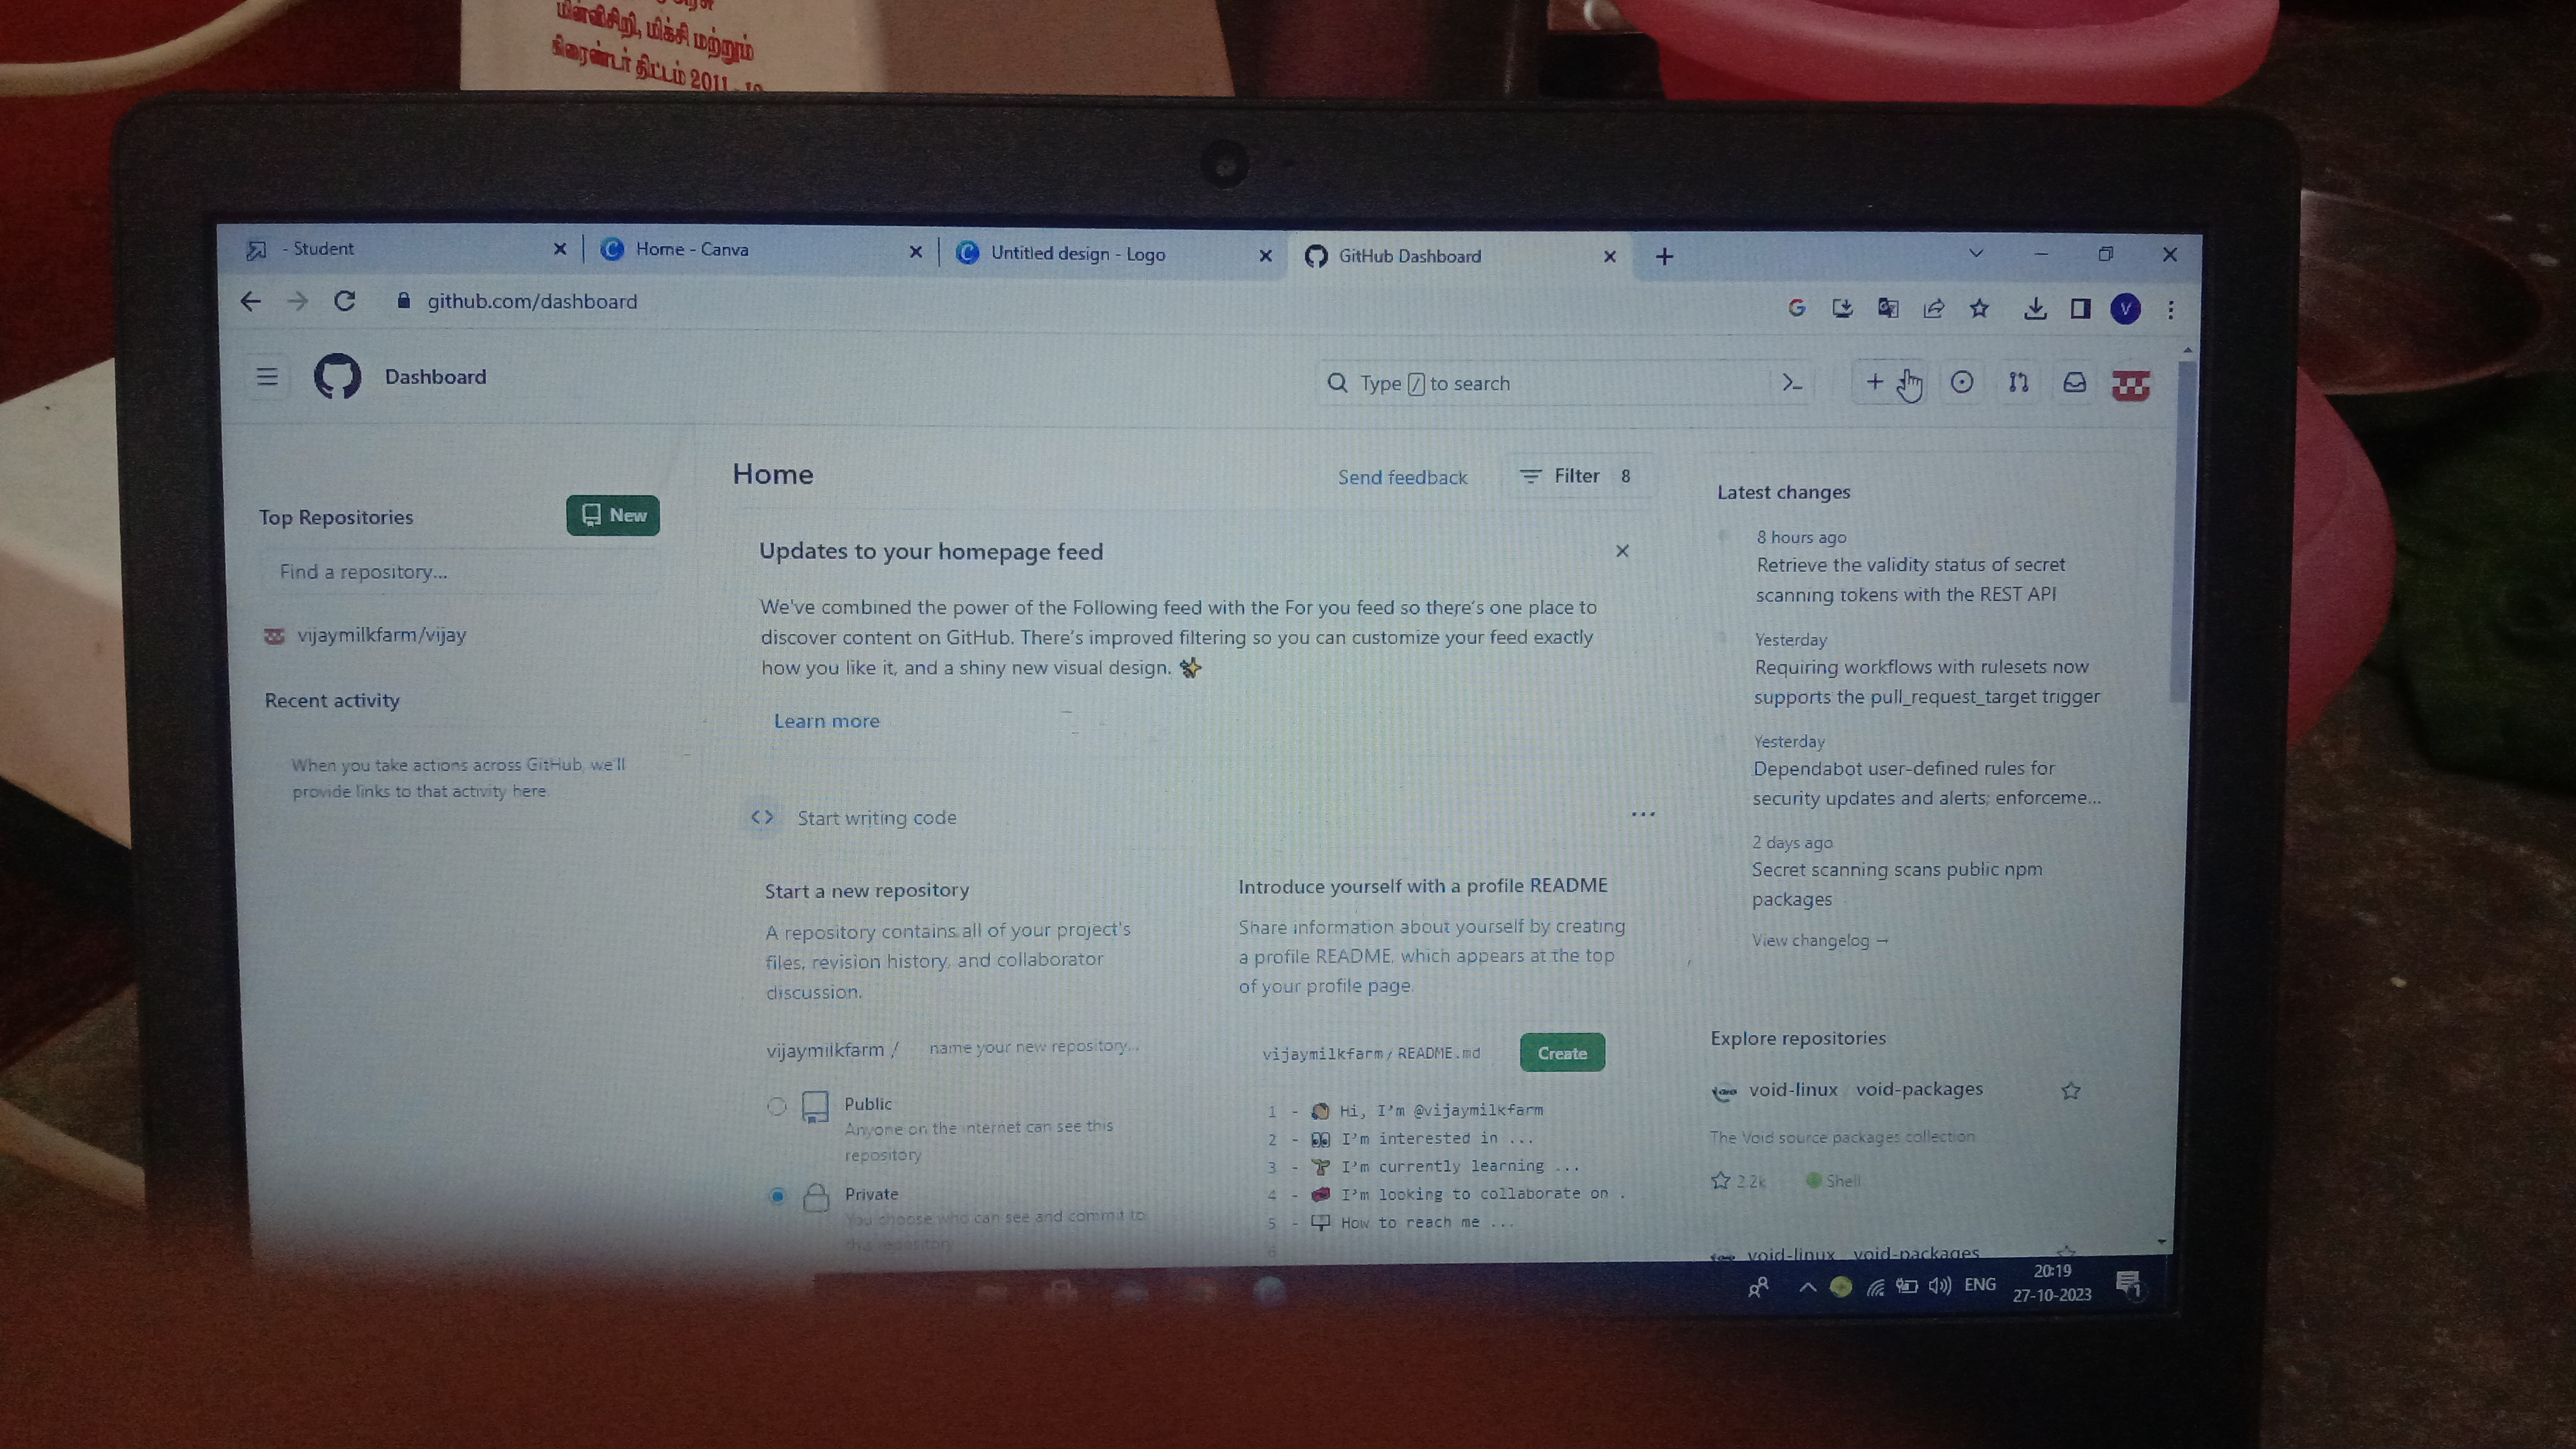 மின்விசிறி, மிக்சி மற்றும்
கிரைண்டர் திட்டம் 2011
- Student
Home - Canva
Untitled design - Logo
GitHub Dashboard
github.com/dashboard
V
Dashboard
Type / to search
Home
Send feedback
Filter 8
Top Repositories
New
Find a repository...
vijaymilkfarm/vijay
Recent activity
When you take actions across GitHub, we'll
provide links to that activity here.
Updates to your homepage feed
We've combined the power of the Following feed with the For you feed so there's one place to
discover content on GitHub. There's improved filtering so you can customize your feed exactly
how you like it, and a shiny new visual design. ✨
Learn more
<> Start writing code
...
Start a new repository
A repository contains all of your project's
files, revision history, and collaborator
discussion.
vijaymilkfarm / name your new repository...
Public
Anyone on the internet can see this
repository
Private
You choose who can see and commit to
this repository
Introduce yourself with a profile README
Share information about yourself by creating
a profile README, which appears at the top
of your profile page.
vijaymilkfarm / README.md
Create
1 - 👋 Hi, I'm @vijaymilkfarm
2 - 👀 I'm interested in ...
3 - 🌱 I'm currently learning ...
4 - 💞️ I'm looking to collaborate on .
5 - 📫 How to reach me ...
6
Latest changes
8 hours ago
Retrieve the validity status of secret
scanning tokens with the REST API
Yesterday
Requiring workflows with rulesets now
supports the pull_request_target trigger
Yesterday
Dependabot user-defined rules for
security updates and alerts; enforceme...
2 days ago
Secret scanning scans public npm
packages
View changelog →
Explore repositories
void-linux void-packages
The Void source packages collection
2.2k Shell
void-linux void-packages
ENG
20:19
27-10-2023
1